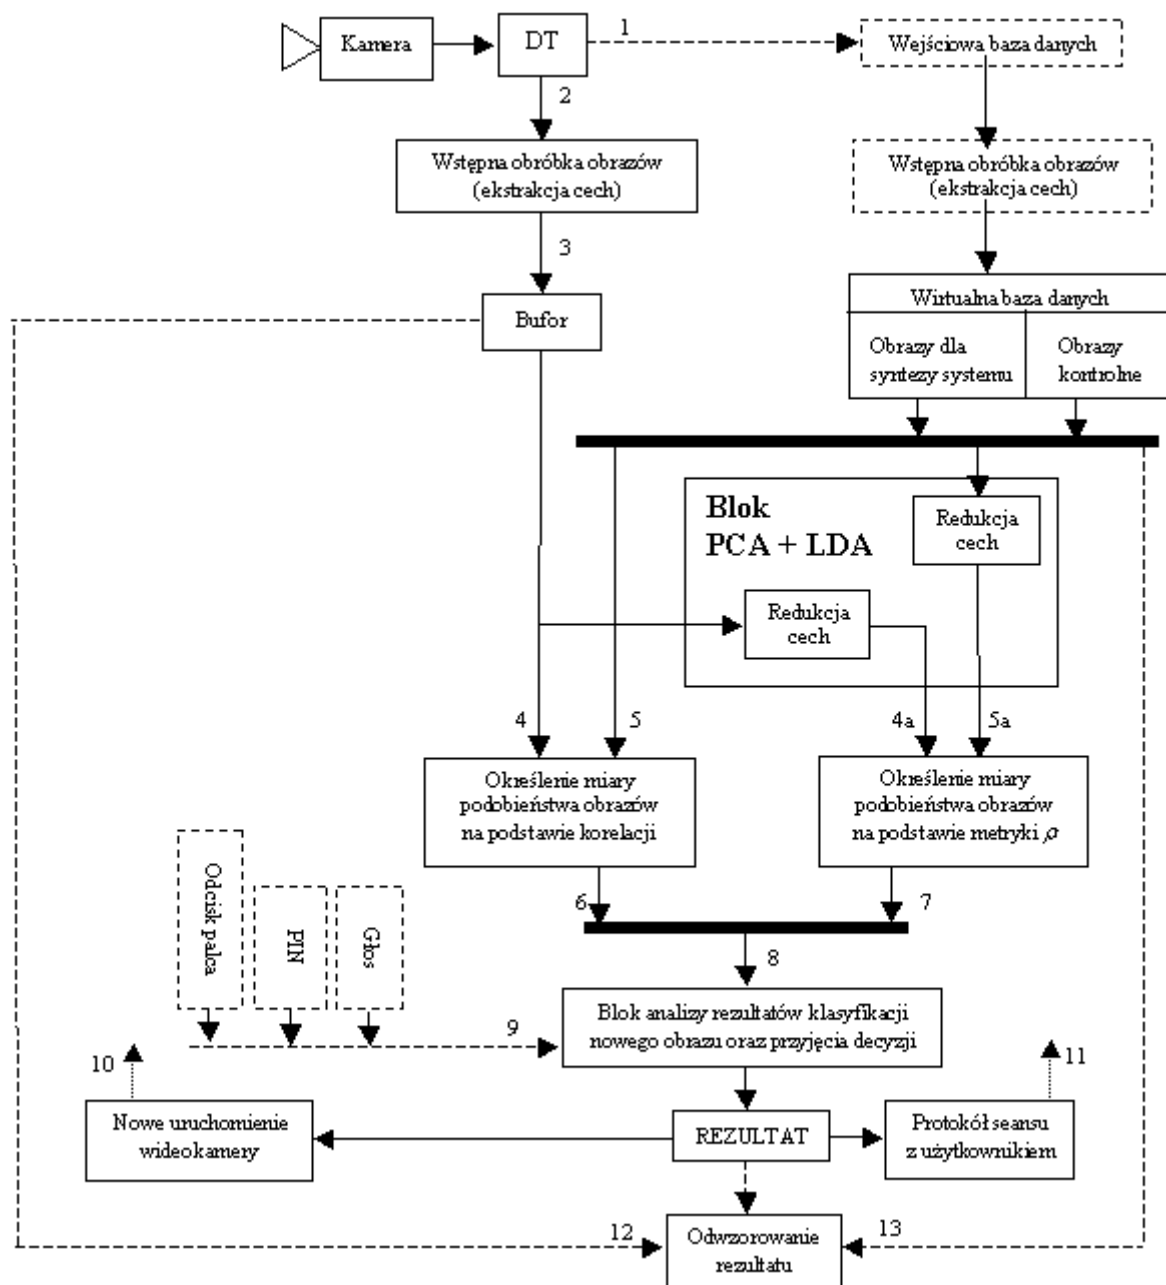 Kamera
DT
1
Wejściowa baza danych
2
Wstępna obróbka obrazów
(ekstrakcja cech)
Wstępna obróbka obrazów
(ekstrakcja cech)
3
Bufor
Wirtualna baza danych
Obrazy dla
syntezy systemu
Obrazy
kontrolne
Blok
PCA + LDA
Redukcja
cech
Redukcja
cech
4
5
4a
5a
Określenie miary
podobieństwa obrazów
na podstawie korelacji
Określenie miary
podobieństwa obrazów
na podstawie metryki ρ
Odcisk palca
PIN
Głos
6
7
8
9
Blok analizy rezultatów klasyfikacji
nowego obrazu oraz przyjęcia decyzji
10
11
Nowe uruchomienie
wideokamery
REZULTAT
Protokół seansu
z użytkownikiem
12
13
Odwzorowanie
rezultatu